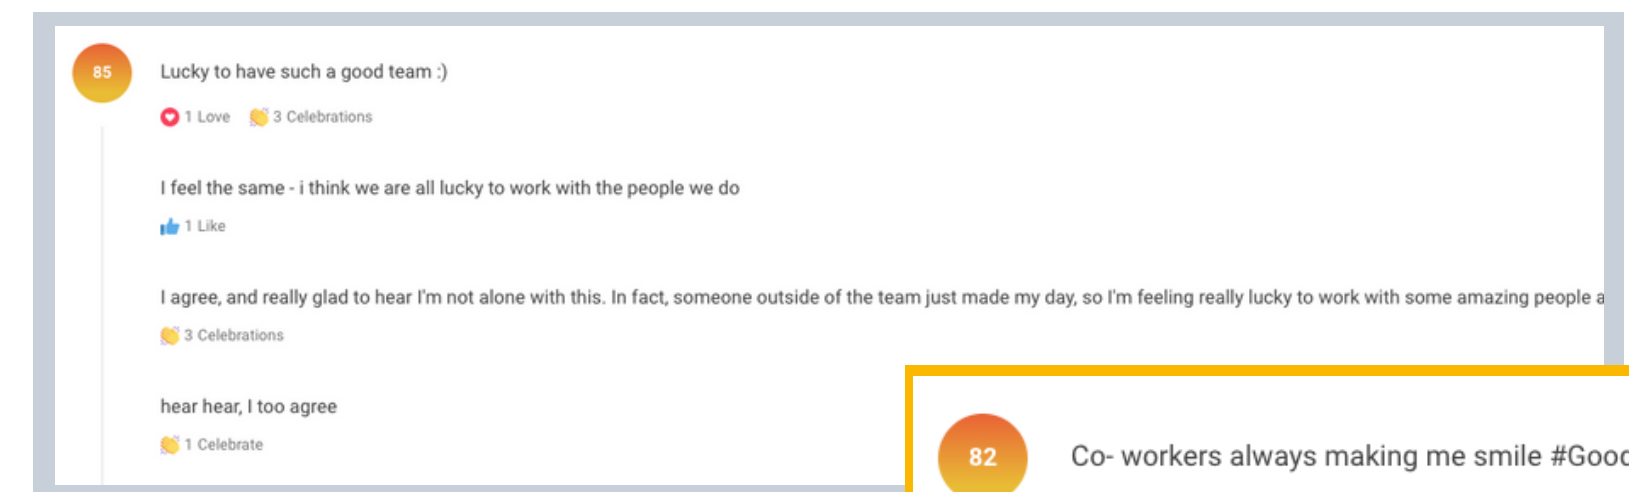 85
Lucky to have such a good team :)
1 Love 3 Celebrations
I feel the same - i think we are all lucky to work with the people we do
1 Like
I agree, and really glad to hear I'm not alone with this. In fact, someone outside of the team just made my day, so I'm feeling really lucky to work with some amazing people a
3 Celebrations
hear hear, I too agree
1 Celebrate
82
Co- workers always making me smile #Good